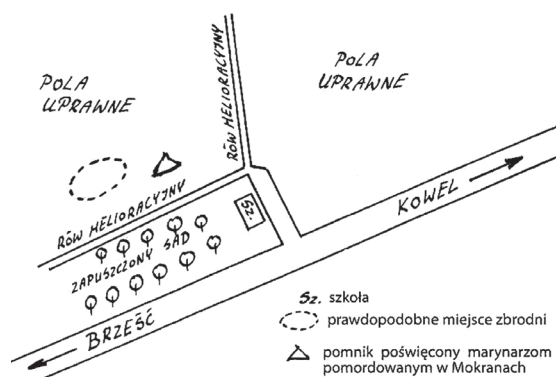 POLA
UPRAWNE
POLA
UPRAWNE
RÓW MELIORACYJNY
RÓW MELIORACYJNY
Sz.
ZAPUSZCZONY SAD
KOWEL
BRZEŚĆ
Sz. szkoła
prawdopodobne miejsce zbrodni
pomnik poświęcony marynarzom
pomordowanym w Mokranach